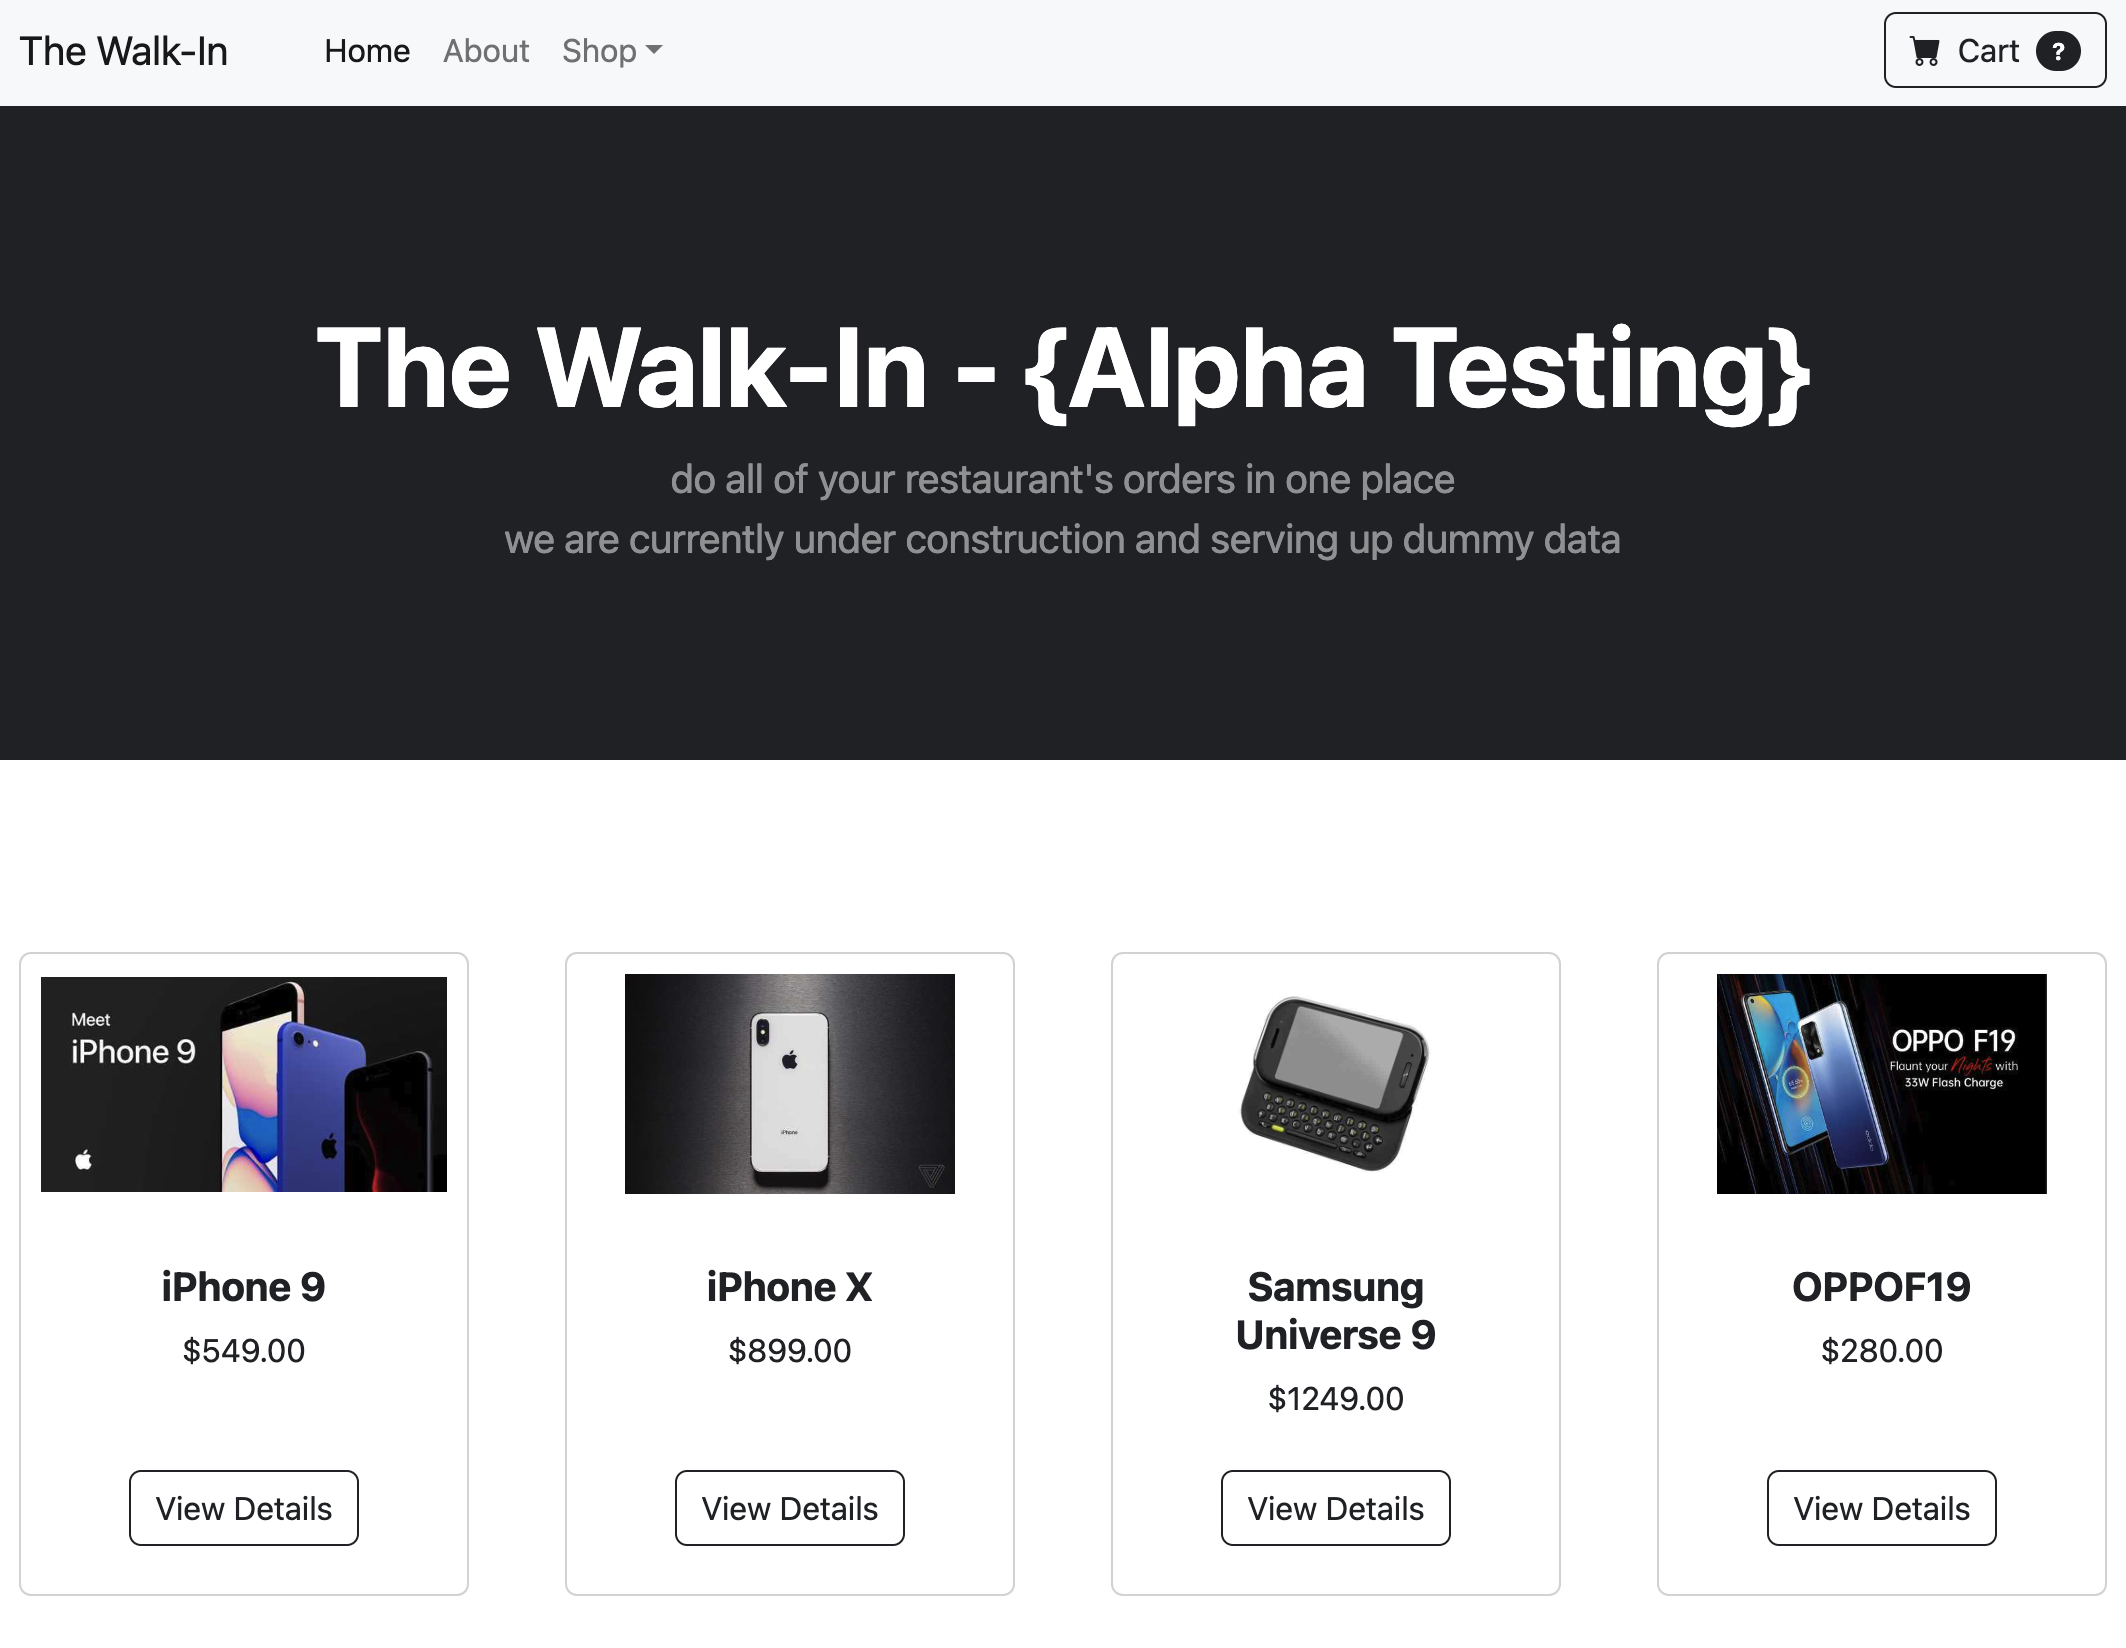 The Walk-In
Home
About
Shop
Cart
?
The Walk-In - {Alpha Testing}
do all of your restaurant's orders in one place
we are currently under construction and serving up dummy data
Meet
iPhone 9
iPhone
OPPO F19
Flaunt your Nights with
33W Flash Charge
oppo
iPhone 9
iPhone X
Samsung
Universe 9
OPPOF19
$549.00
$899.00
$1249.00
$280.00
View Details
View Details
View Details
View Details